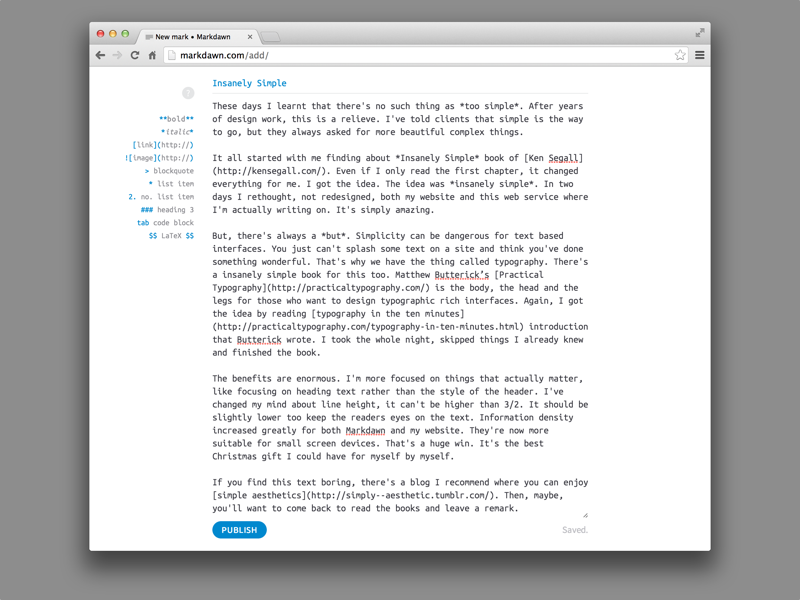 New mark • Markdawn
markdawn.com/add/
?
**bold**
*italic*
[link](http://)
![image](http://)
> blockquote
* list item
2. no. list item
### heading 3
tab code block
$$ LaTeX $$
Insanely Simple
These days I learnt that there's no such thing as *too simple*. After years
of design work, this is a relieve. I've told clients that simple is the way
to go, but they always asked for more beautiful complex things.
It all started with me finding about *Insanely Simple* book of [Ken Segall]
(http://kensegall.com/). Even if I only read the first chapter, it changed
everything for me. I got the idea. The idea was *insanely simple*. In two
days I rethought, not redesigned, both my website and this web service where
I'm actually writing on. It's simply amazing.
But, there's always a *but*. Simplicity can be dangerous for text based
interfaces. You just can't splash some text on a site and think you've done
something wonderful. That's why we have the thing called typography. There's
a insanely simple book for this too. Matthew Butterick’s [Practical
Typography](http://practicaltypography.com/) is the body, the head and the
legs for those who want to design typographic rich interfaces. Again, I got
the idea by reading [typography in the ten minutes]
(http://practicaltypography.com/typography-in-ten-minutes.html) introduction
that Butterick wrote. I took the whole night, skipped things I already knew
and finished the book.
The benefits are enormous. I'm more focused on things that actually matter,
like focusing on heading text rather than the style of the header. I've
changed my mind about line height, it can't be higher than 3/2. It should be
slightly lower too keep the readers eyes on the text. Information density
increased greatly for both Markdawn and my website. They're now more
suitable for small screen devices. That's a huge win. It's the best
Christmas gift I could have for myself by myself.
If you find this text boring, there's a blog I recommend where you can enjoy
[simple aesthetics](http://simply--aesthetic.tumblr.com/). Then, maybe,
you'll want to come back to read the books and leave a remark.
PUBLISH
Saved.